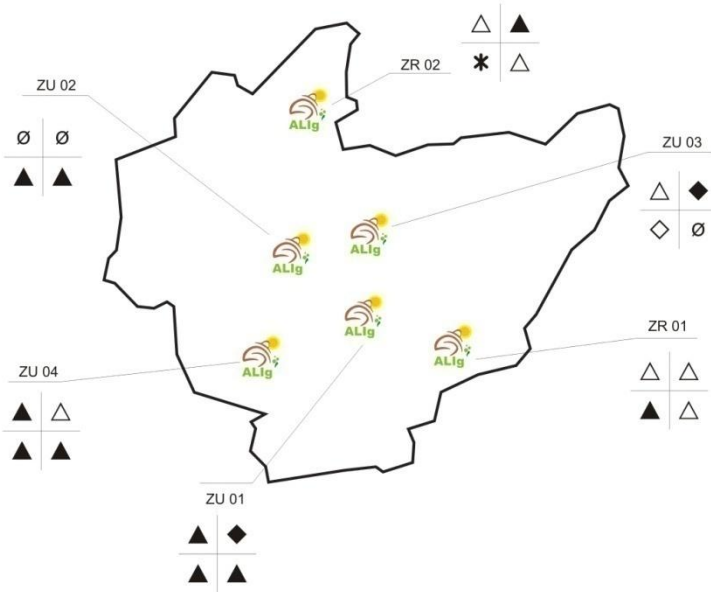 ZR 02
ALIg
ZU 02
ZU 03
Ø Ø
ALIg
ALIg
Ø
ALIg
ZR 01
ALIg
ALIg
ZU 04
ZU 01